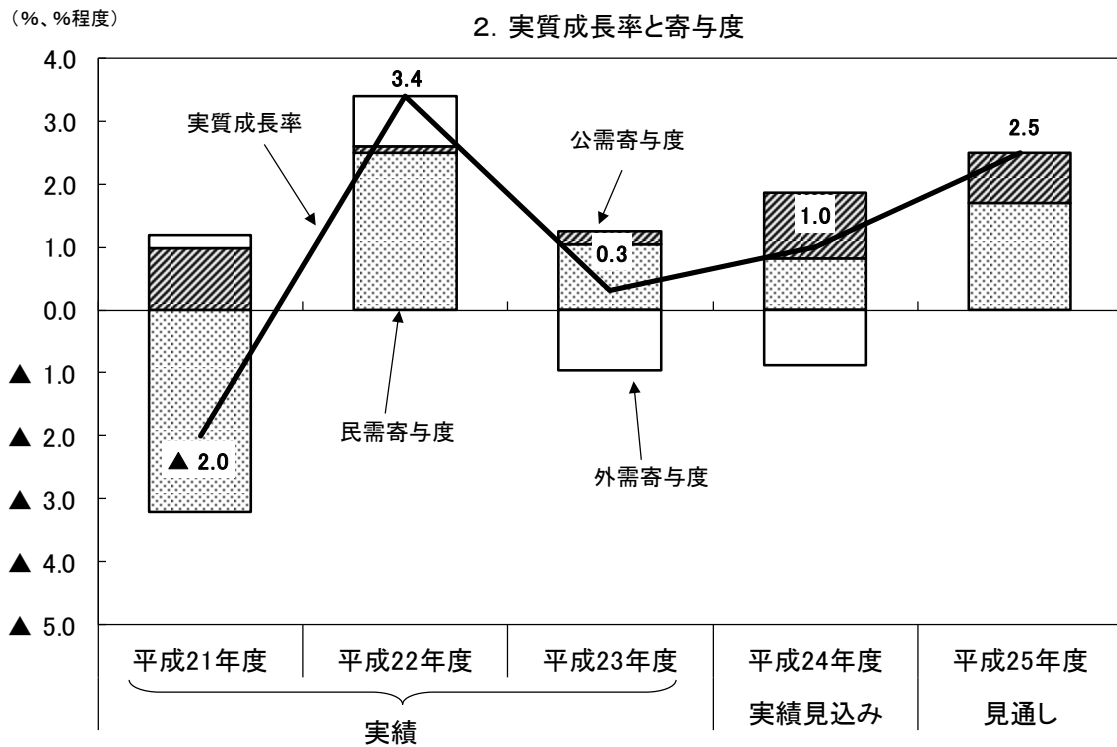 (%、%程度)
2. 実質成長率と寄与度
4.0
3.0
2.0
1.0
0.0
▲ 1.0
▲ 2.0
▲ 3.0
▲ 4.0
▲ 5.0
実質成長率
3.4
公需寄与度
2.5
1.0
0.3
▲ 2.0
民需寄与度
外需寄与度
平成21年度
平成22年度
平成23年度
平成24年度
平成25年度
実績
実績見込み
見通し